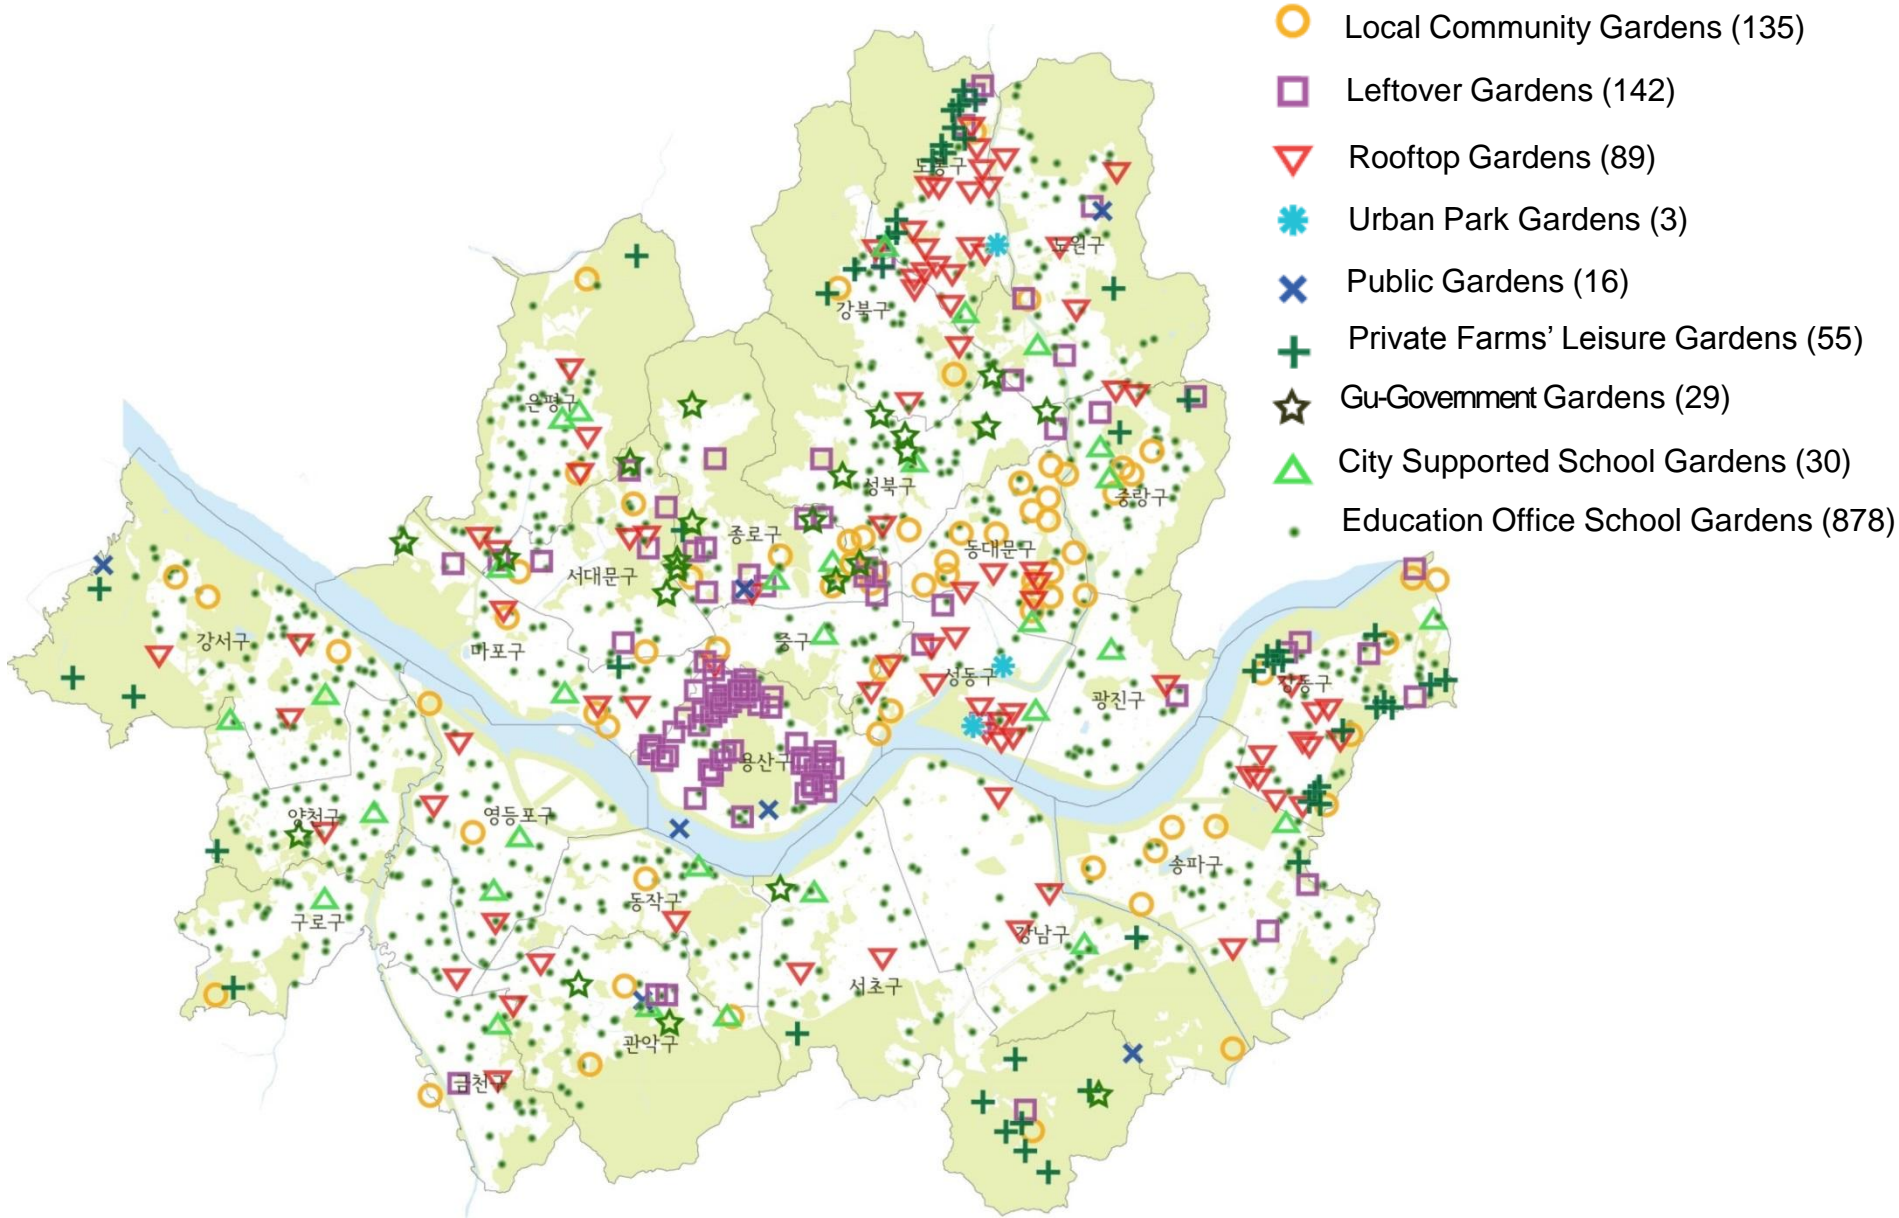 Local Community Gardens (135)
Leftover Gardens (142)
Rooftop Gardens (89)
Urban Park Gardens (3)
Public Gardens (16)
Private Farms’ Leisure Gardens (55)
Gu-Government Gardens (29)
City Supported School Gardens (30)
Education Office School Gardens (878)
도봉구
노원구
강북구
은평구
성북구
중랑구
종로구
동대문구
서대문구
강서구
마포구
중구
성동구
광진구
강동구
용산구
양천구
영등포구
송파구
동작구
구로구
강남구
서초구
관악구
금천구